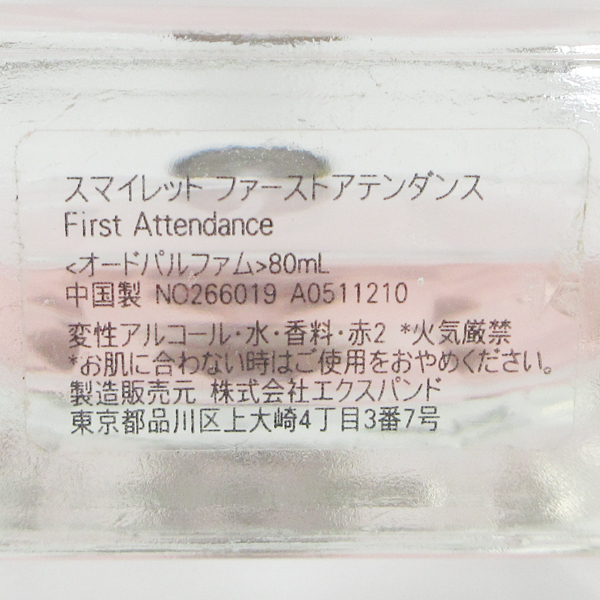 スマイレット ファーストアテンダンス
First Attendance
<オードパルファム>80mL
中国製 NO266019 A0511210
変性アルコール・水・香料・赤2 *火気厳禁
*お肌に合わない時はご使用をおやめください。
製造販売元 株式会社エクスパンド
東京都品川区上大崎4丁目3番7号